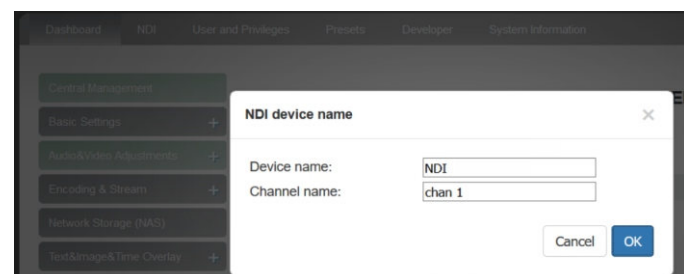 Dashboard NDI User and Privileges Presets Developer System Information
Central Management
Basic Settings +
Audio&Video Adjustments +
Encoding & Stream +
Network Storage (NAS)
Text&Image&Time Overlay +
E
NDI device name ×
Device name: NDI
Channel name: chan 1
Cancel OK